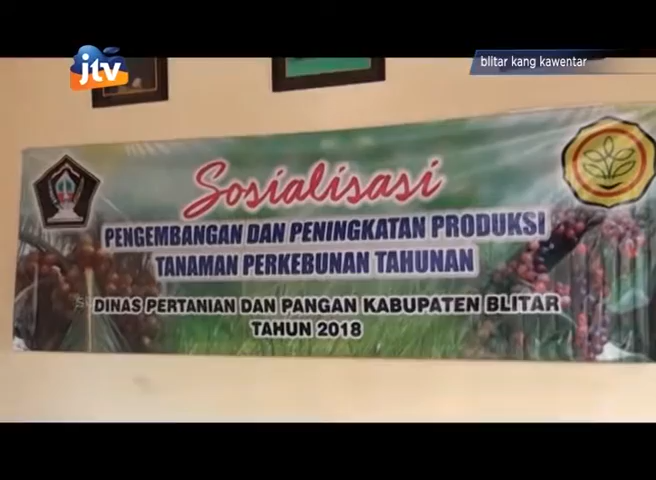 jtv
blitar kang kawentar
Sosialisasi
PENGEMBANGAN DAN PENINGKATAN PRODUKSI
TANAMAN PERKEBUNAN TAHUNAN
DINAS PERTANIAN DAN PANGAN KABUPATEN BLITAR
TAHUN 2018